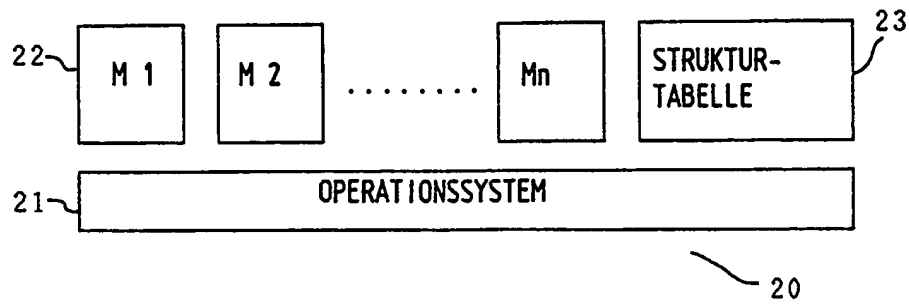 22 M 1 M 2 ........ Mn STRUKTUR- 23
TABELLE
21 OPERATIONSSYSTEM
20